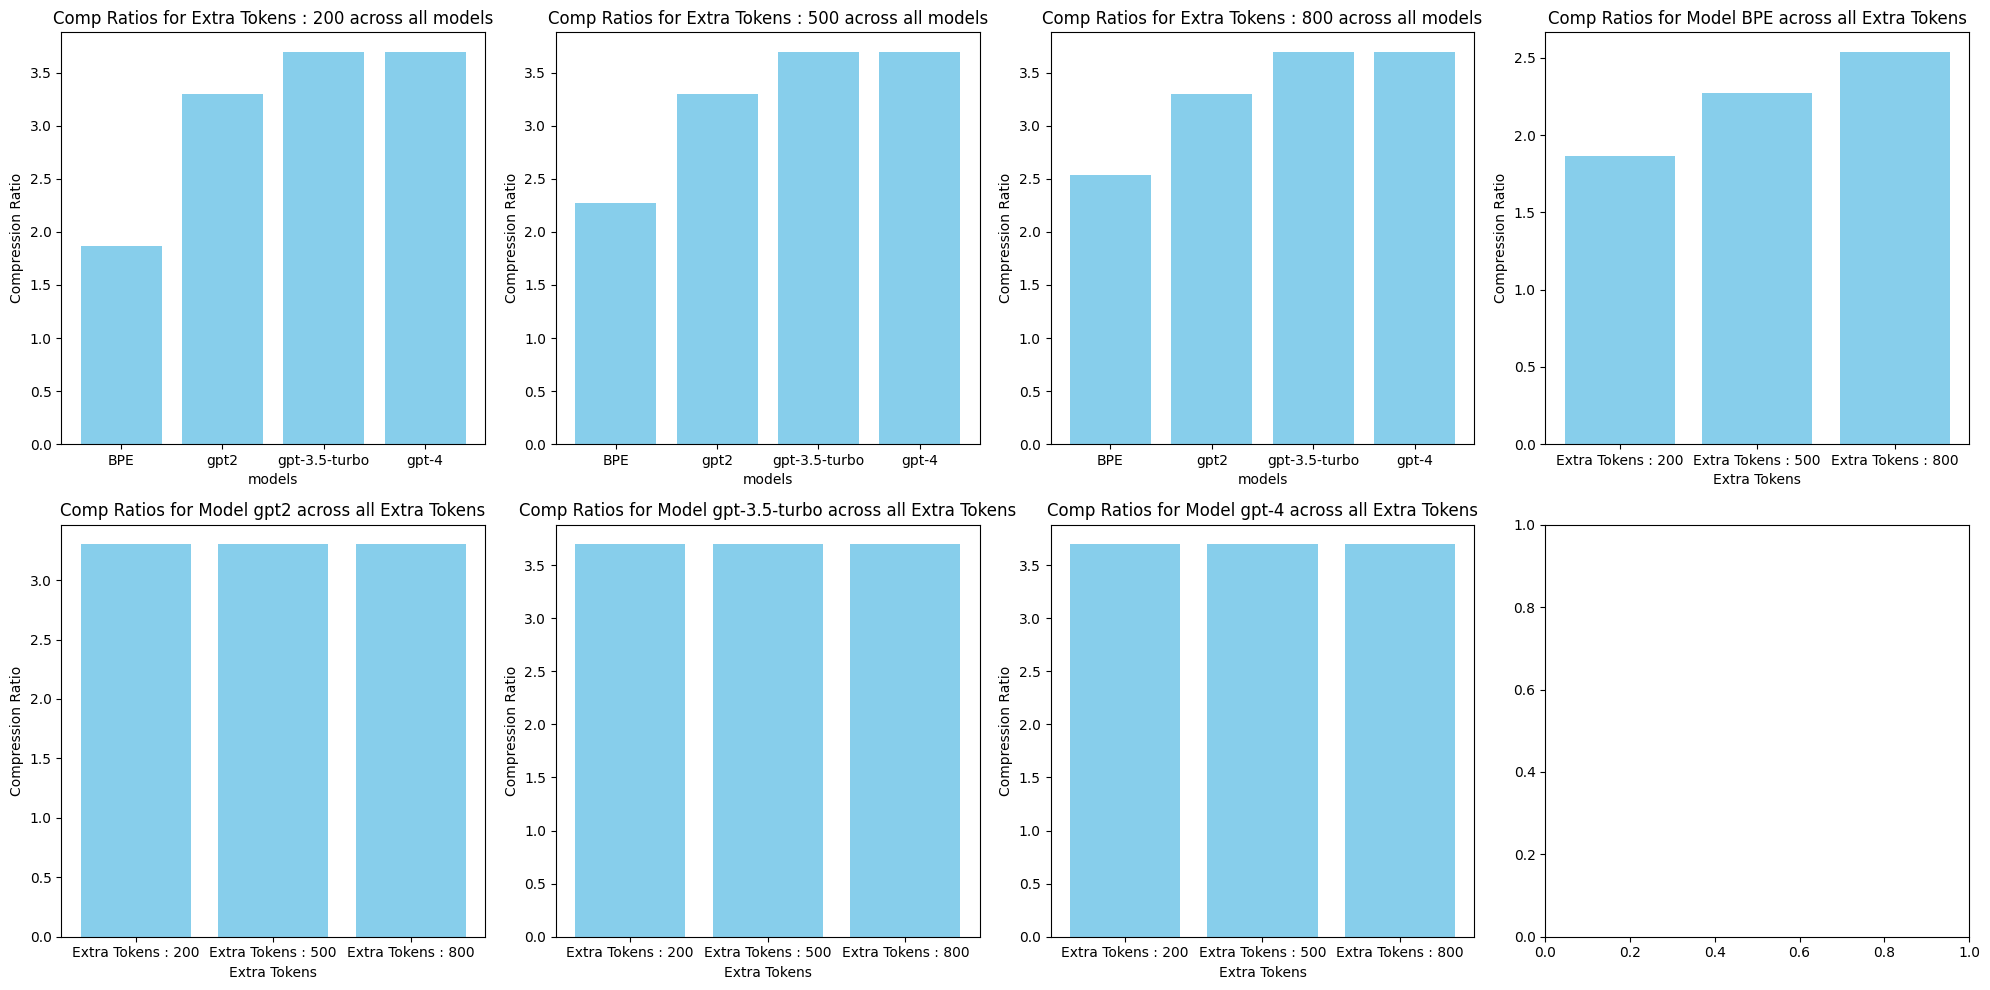 Comp Ratios for Extra Tokens : 200 across all models
Compression Ratio
3.5
3.0
2.5
2.0
1.5
1.0
0.5
0.0
BPE gpt2 gpt-3.5-turbo gpt-4
models
Comp Ratios for Extra Tokens : 500 across all models
Compression Ratio
3.5
3.0
2.5
2.0
1.5
1.0
0.5
0.0
BPE gpt2 gpt-3.5-turbo gpt-4
models
Comp Ratios for Extra Tokens : 800 across all models
Compression Ratio
3.5
3.0
2.5
2.0
1.5
1.0
0.5
0.0
BPE gpt2 gpt-3.5-turbo gpt-4
models
Comp Ratios for Model BPE across all Extra Tokens
Compression Ratio
2.5
2.0
1.5
1.0
0.5
0.0
Extra Tokens : 200 Extra Tokens : 500 Extra Tokens : 800
Extra Tokens
Comp Ratios for Model gpt2 across all Extra Tokens
Compression Ratio
3.0
2.5
2.0
1.5
1.0
0.5
0.0
Extra Tokens : 200 Extra Tokens : 500 Extra Tokens : 800
Extra Tokens
Comp Ratios for Model gpt-3.5-turbo across all Extra Tokens
Compression Ratio
3.5
3.0
2.5
2.0
1.5
1.0
0.5
0.0
Extra Tokens : 200 Extra Tokens : 500 Extra Tokens : 800
Extra Tokens
Comp Ratios for Model gpt-4 across all Extra Tokens
Compression Ratio
3.5
3.0
2.5
2.0
1.5
1.0
0.5
0.0
Extra Tokens : 200 Extra Tokens : 500 Extra Tokens : 800
Extra Tokens
1.0
0.8
0.6
0.4
0.2
0.0
0.0 0.2 0.4 0.6 0.8 1.0